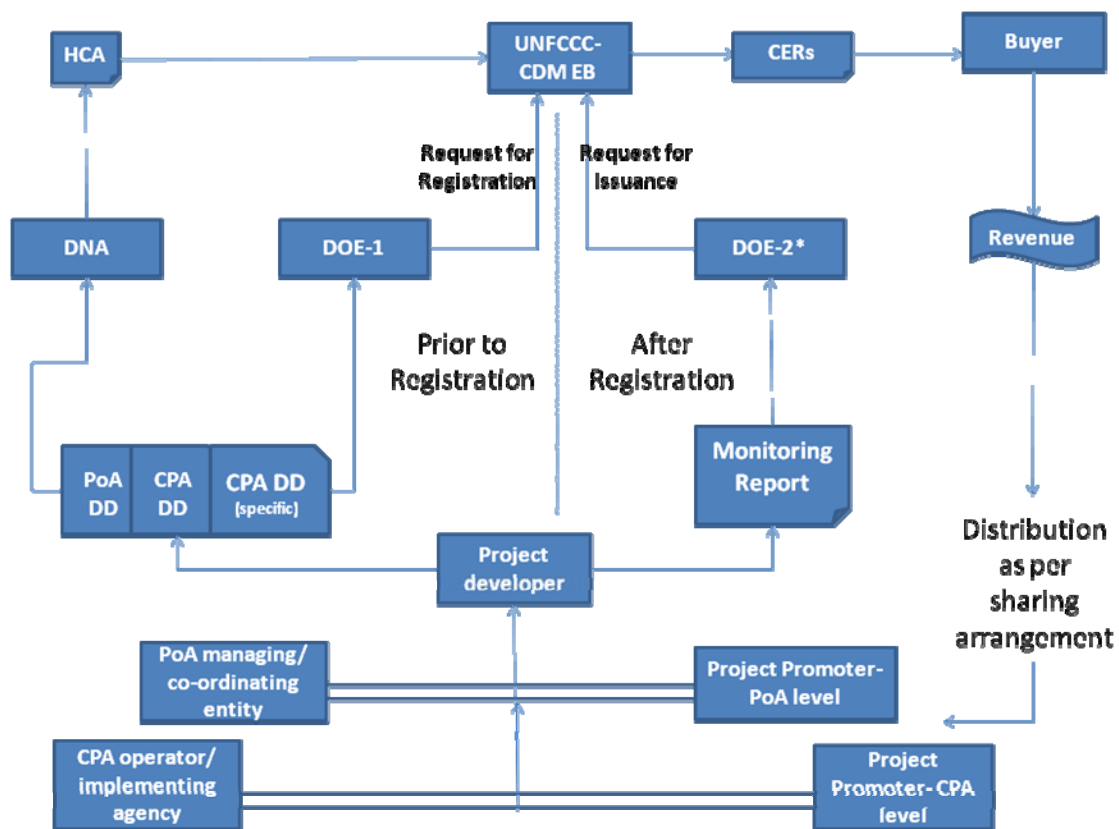 HCA
UNFCCC-
CDM EB
CERs
Buyer
Request for
Registration
Request for
Issuance
DNA
DOE-1
DOE-2*
Revenue
Prior to
Registration
After
Registration
PoA
DD
CPA
DD
CPA DD
(specific)
Monitoring
Report
Project
developer
Distribution
as per
sharing
arrangement
PoA managing/
co-ordinating
entity
Project Promoter-
PoA level
CPA operator/
implementing
agency
Project
Promoter- CPA
level